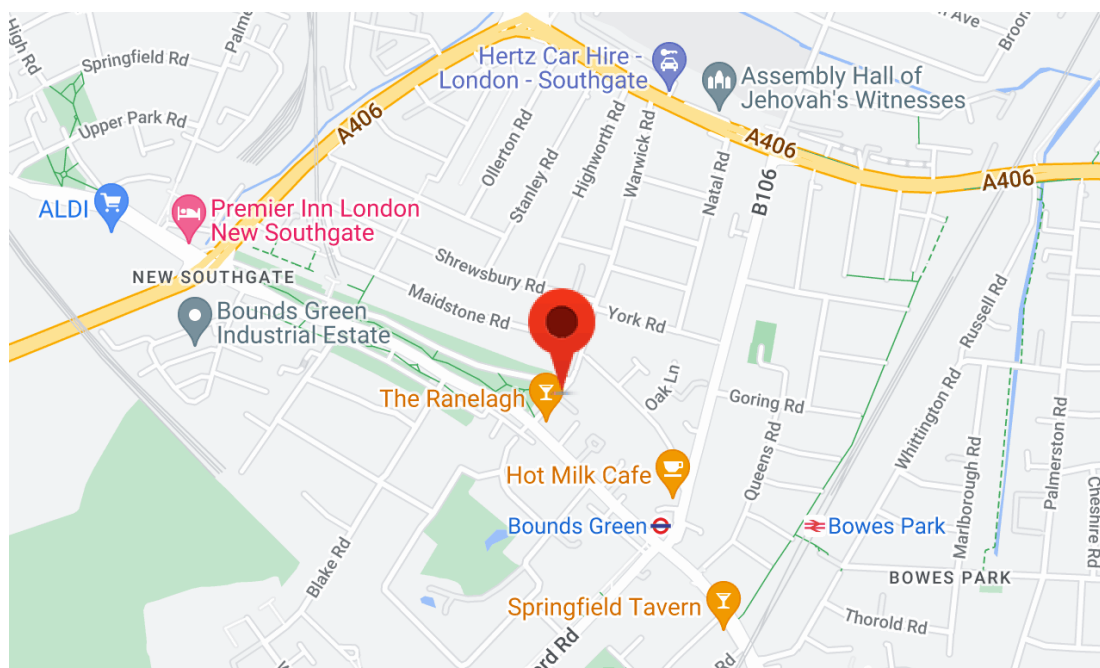 High Rd
Palmer
Springfield Rd
Upper Park Rd
A406
Hertz Car Hire -
London - Southgate
Assembly Hall of
Jehovah's Witnesses
Ave
A406
A406
Ollerton Rd
Stanley Rd
Highworth Rd
Warwick Rd
Natal Rd
B106
ALDI
Premier Inn London
New Southgate
NEW SOUTHGATE
Shrewsbury Rd
Maidstone Rd
York Rd
Russell Rd
Bounds Green
Industrial Estate
The Ranelagh
Oak Ln
Goring Rd
Queens Rd
Whittington Rd
Marlborough Rd
Palmerston Rd
Cheshire Rd
Hot Milk Cafe
Bounds Green
Bowes Park
Blake Rd
BOWES PARK
Springfield Tavern
Thorold Rd
ord Rd
Rd